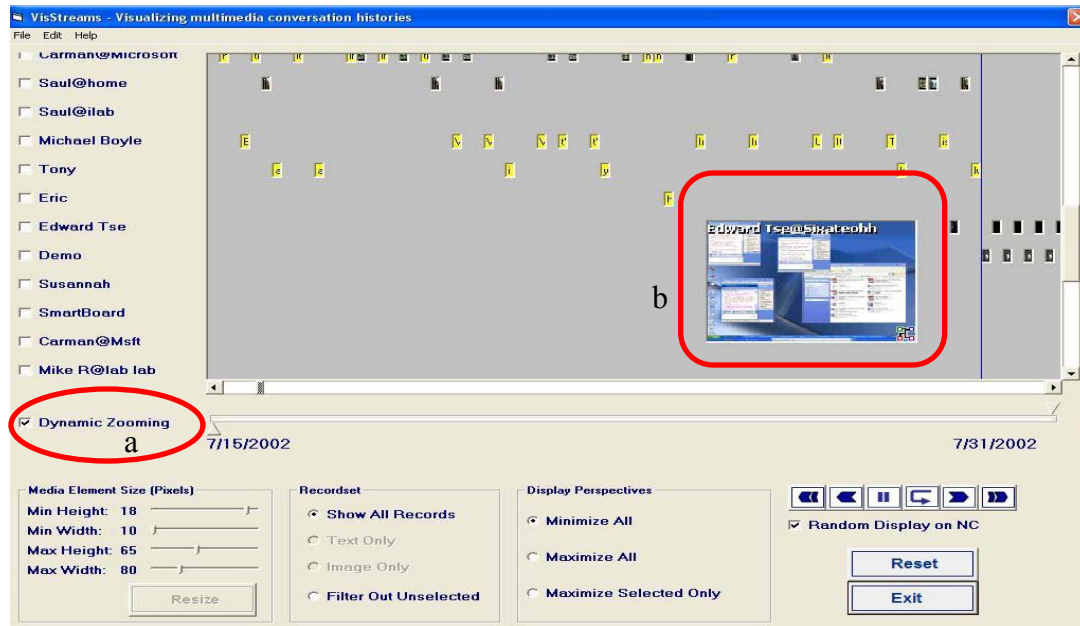 VisStreams - Visualizing multimedia conversation histories
File Edit Help
Carman@Microsoft
Saul@home
Saul@ilab
Michael Boyle
Tony
Eric
Edward Tse
Demo
Susannah
SmartBoard
Carman@Msft
Mike R@lab lab
b
Dynamic Zooming
a
7/15/2002
7/31/2002
Media Element Size (Pixels)
Min Height: 18
Min Width: 10
Max Height: 65
Max Width: 80
Resize
Recordset
Show All Records
Text Only
Image Only
Filter Out Unselected
Display Perspectives
Minimize All
Maximize All
Maximize Selected Only
Random Display on NC
Reset
Exit